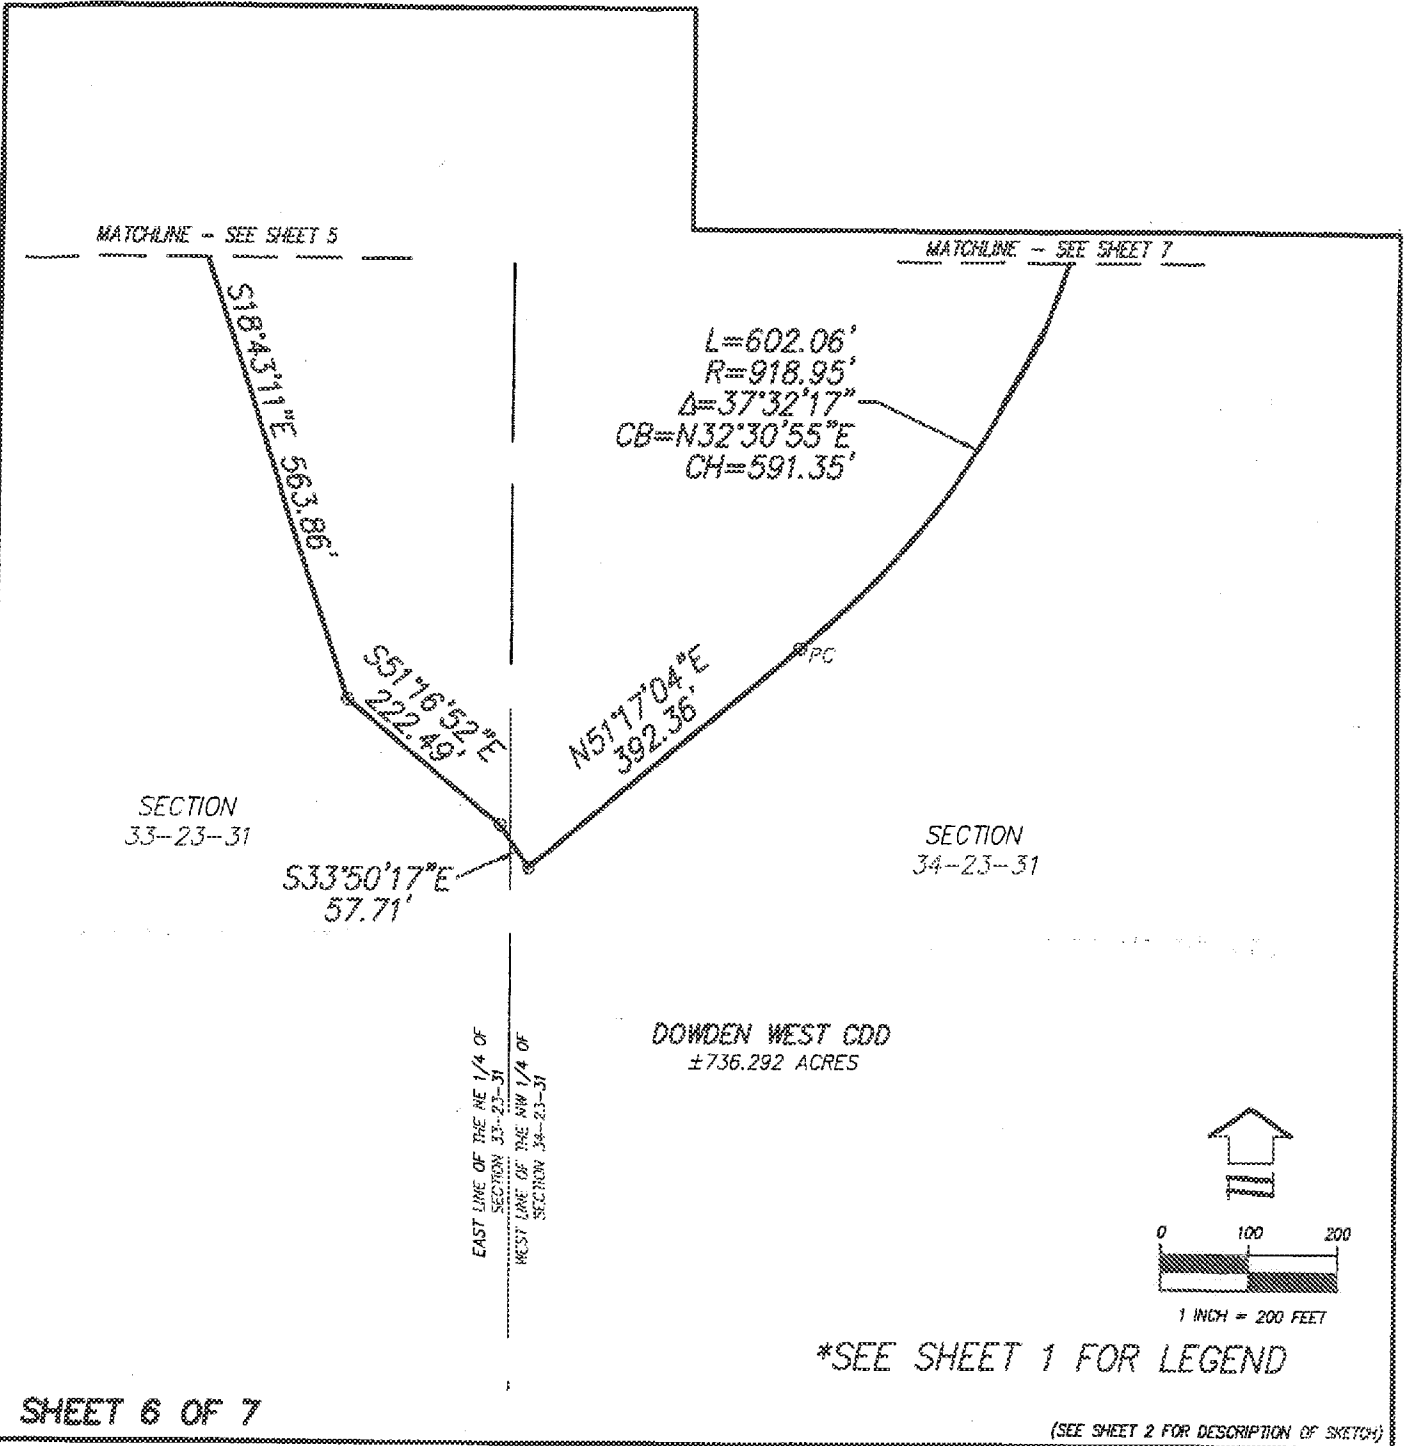 MATCHLINE - SEE SHEET 5
MATCHLINE - SEE SHEET 7
S18°43'11"E 563.86'
L=602.06'
R=918.95'
Δ=37°32'17"
CB=N32°30'55"E
CH=591.35'
PC
S51°16'52"E
222.49'
N51°17'04"E
392.36'
SECTION
33-23-31
SECTION
34-23-31
S33°50'17"E
57.71'
DOWDEN WEST CDD
±736.292 ACRES
EAST LINE OF THE NE 1/4 OF
SECTION 33-23-31
WEST LINE OF THE NW 1/4 OF
SECTION 34-23-31
0 100 200
1 INCH = 200 FEET
*SEE SHEET 1 FOR LEGEND
SHEET 6 OF 7
(SEE SHEET 2 FOR DESCRIPTION OF SKETCH)